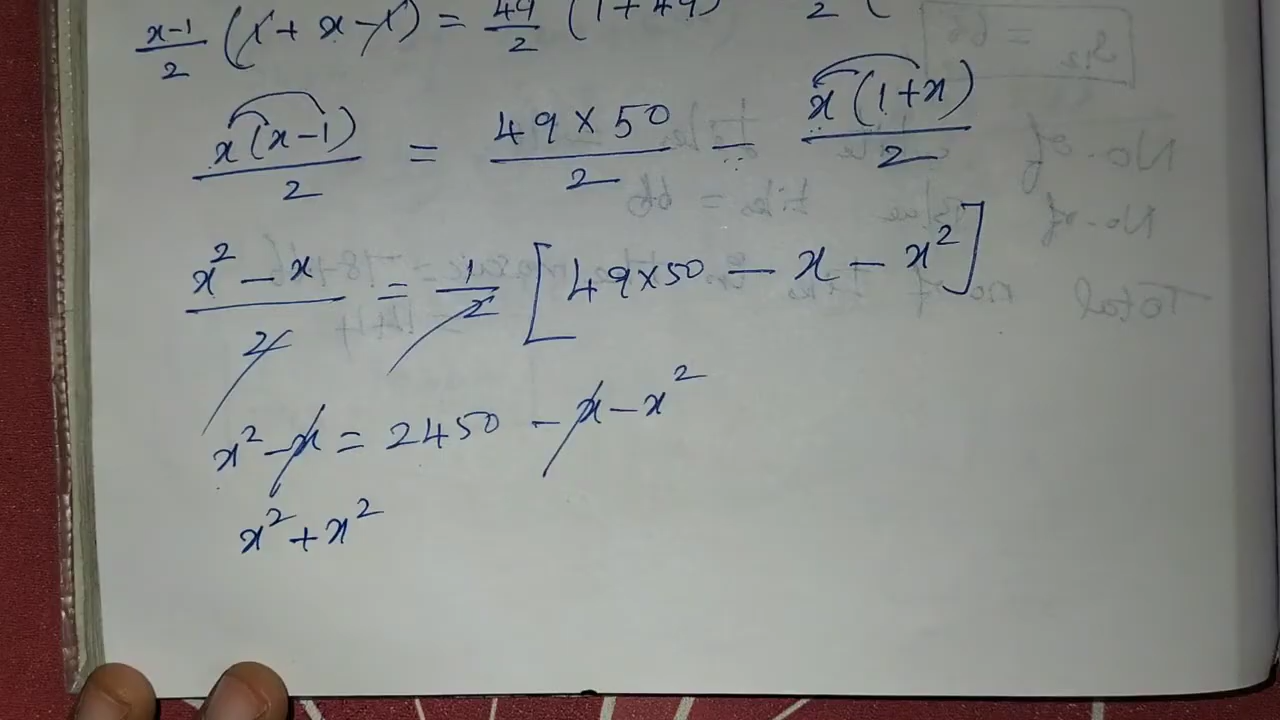 x-1/2 (1 + x - 1) = 49/2 (1 + 49) 2 (
x(x-1)/2 = 49 × 50/2 - x(1+x)/2
x² - x/2 = 1/2 [49×50 - x - x²]
x² - x = 2450 - x - x²
x² + x²